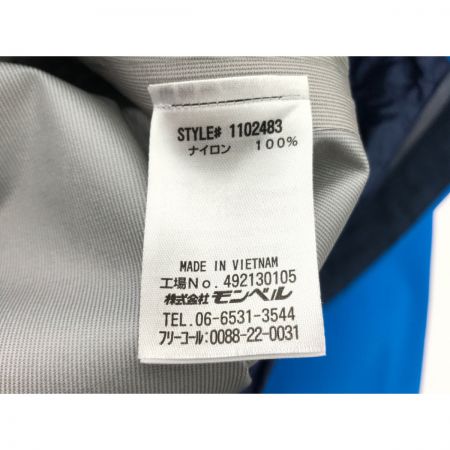 STYLE# 1102483
ナイロン 100%
MADE IN VIETNAM
工場No. 492130105
株式会社 モンベル
TEL. 06-6531-3544
フリーコール: 0088-22-0031